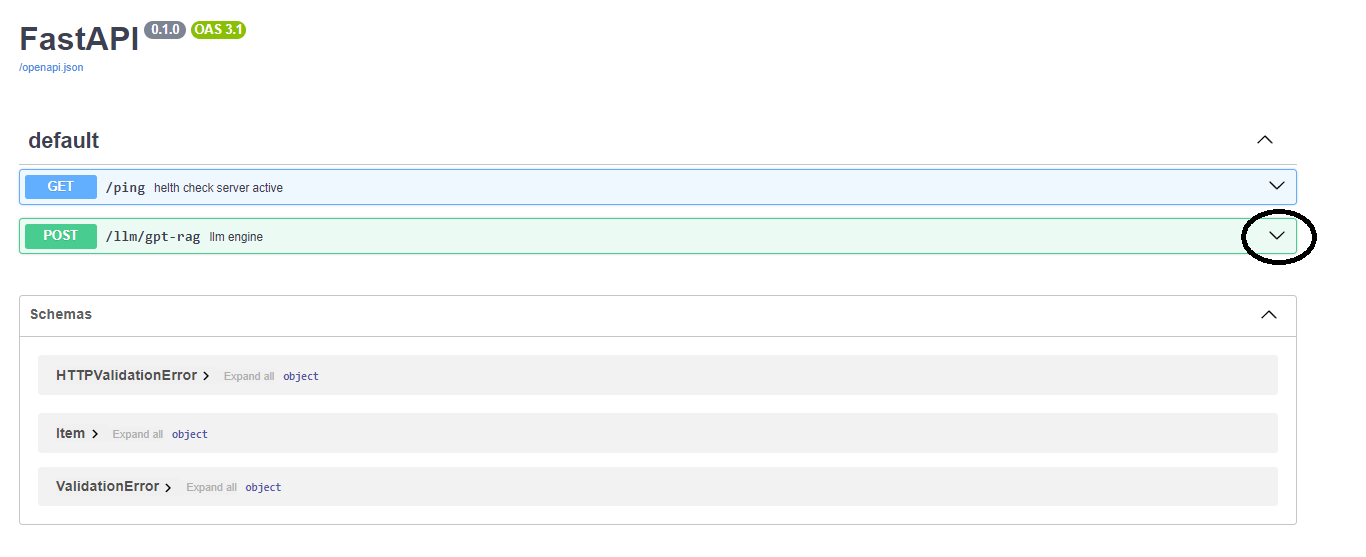 FastAPI 0.1.0 OAS 3.1
/openapi.json
default
GET /ping helth check server active
POST /llm/gpt-rag llm engine
Schemas
HTTPValidationError Expand all object
Item Expand all object
ValidationError Expand all object